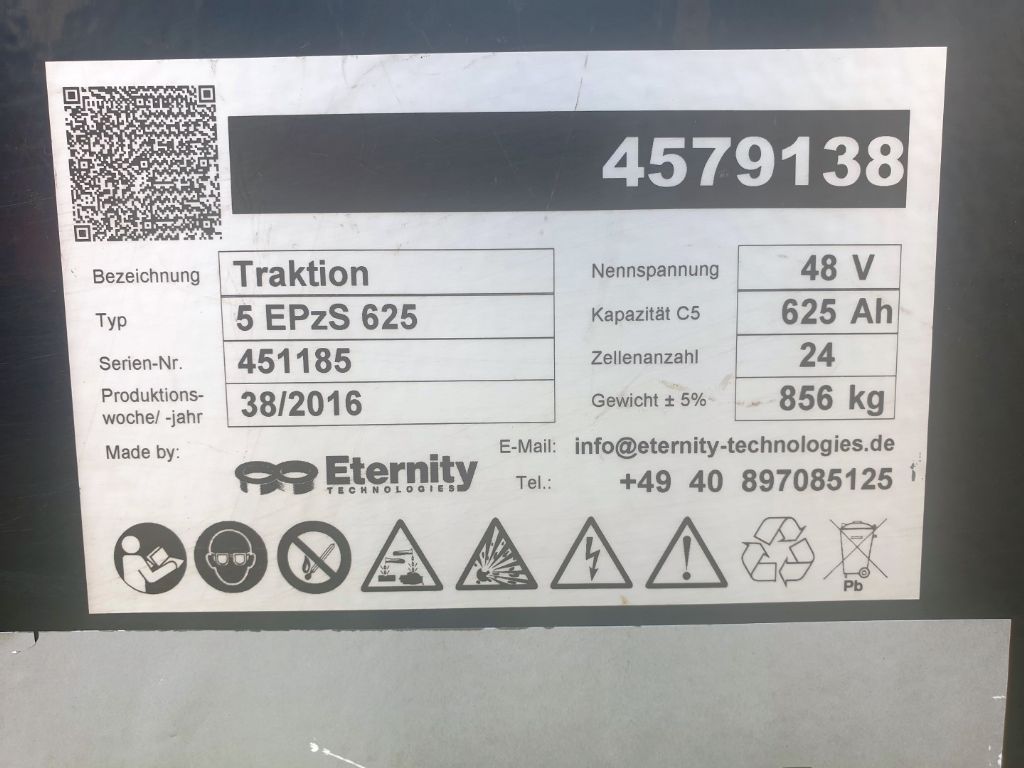 4579138
Bezeichnung Traktion
Typ 5 EPzS 625
Serien-Nr. 451185
Produktions-
woche/ -jahr 38/2016
Nennspannung 48 V
Kapazität C5 625 Ah
Zellenanzahl 24
Gewicht ± 5% 856 kg
Made by: Eternity
TECHNOLOGIES
E-Mail: info@eternity-technologies.de
Tel.: +49 40 897085125
Pb